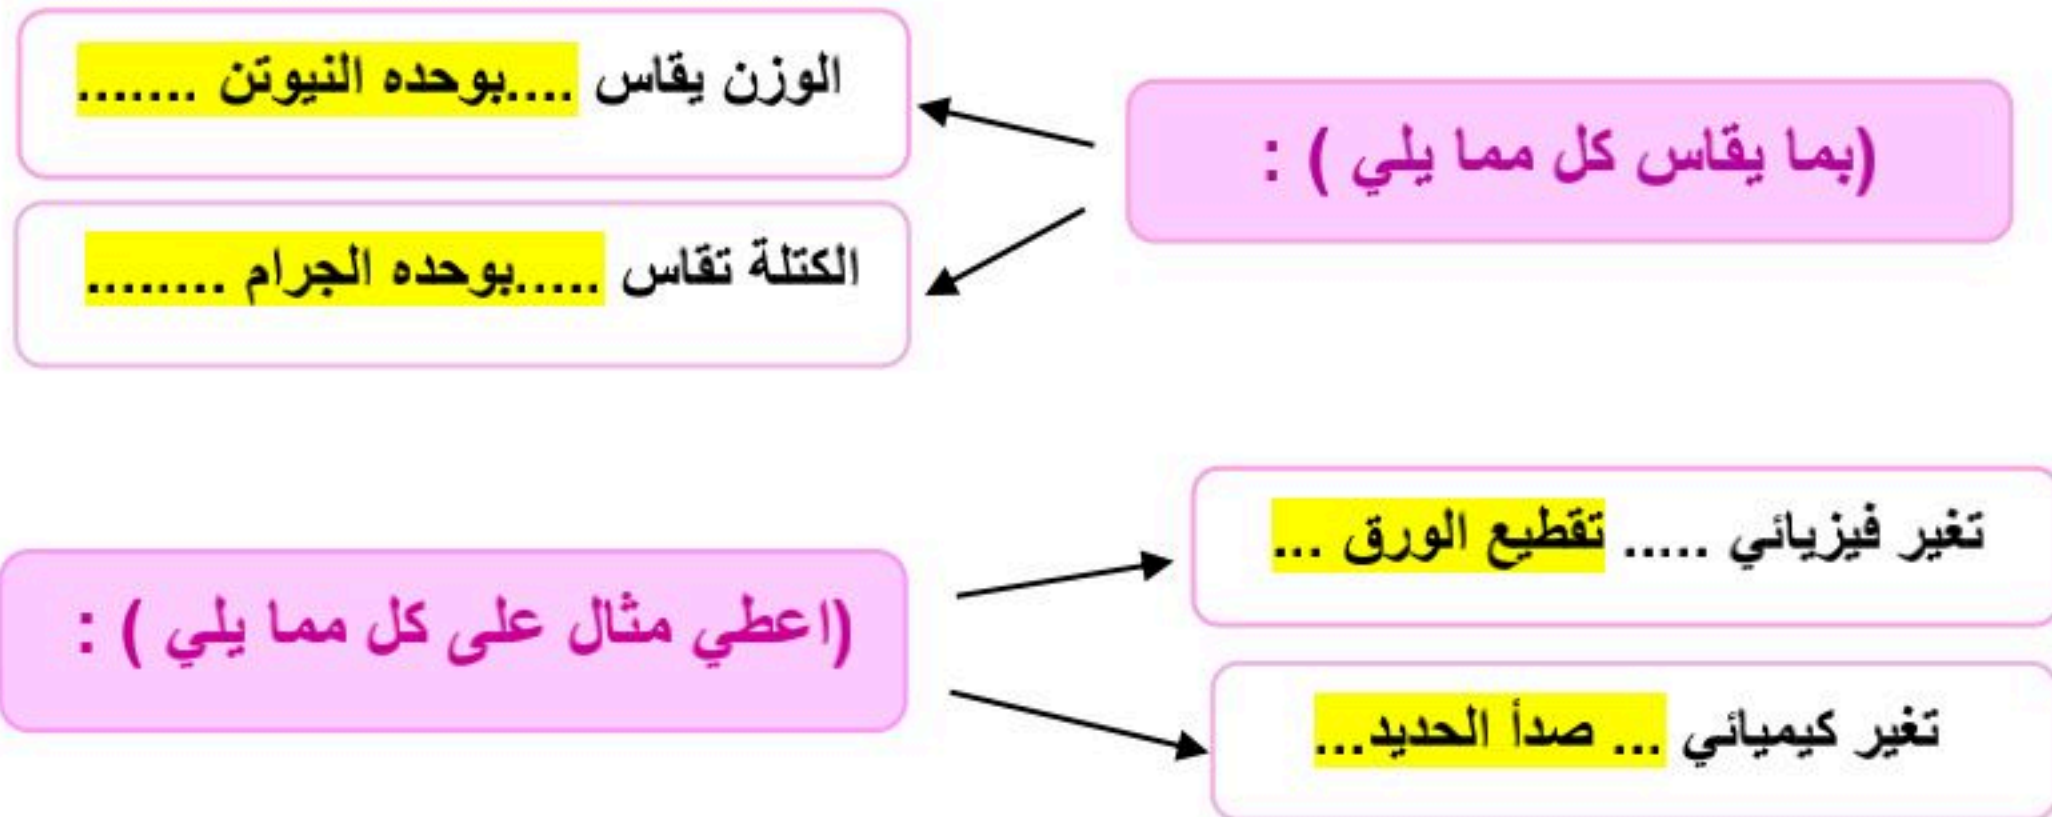 (بما يقاس كل مما يلي ) :
الوزن يقاس ....بوحده النيوتن .......
الكتلة تقاس .....بوحده الجرام ........
(اعطي مثال على كل مما يلي ) :
تغير فيزيائي ..... تقطيع الورق ...
تغير كيميائي ... صدأ الحديد...